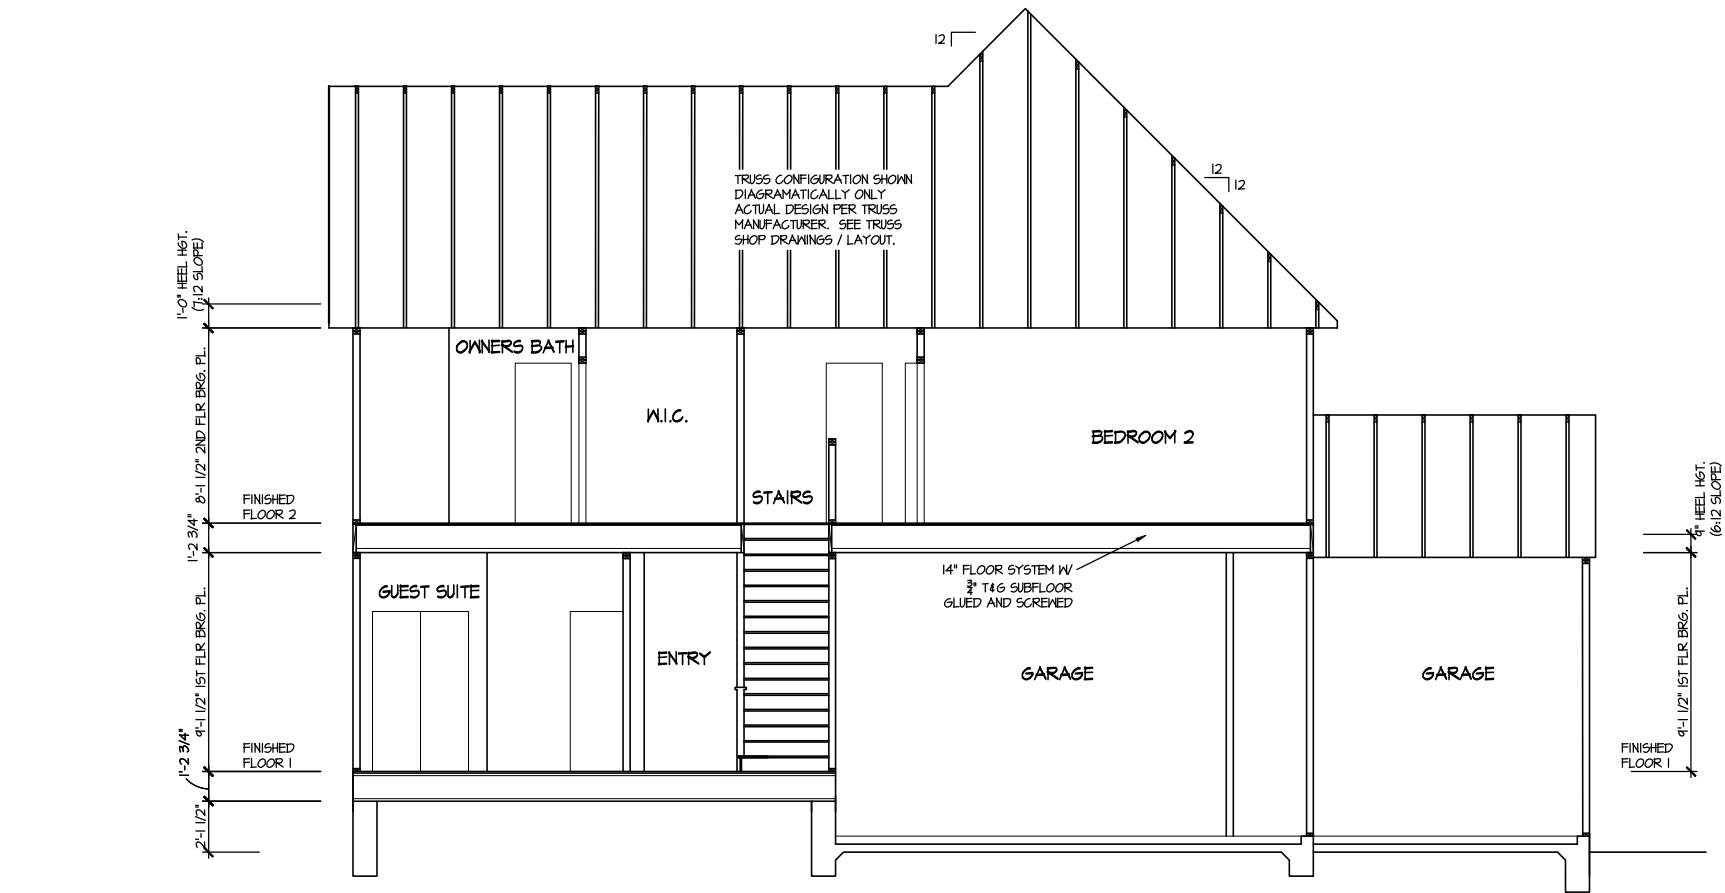 12
12
12
TRUSS CONFIGURATION SHOWN
DIAGRAMATICALLY ONLY
ACTUAL DESIGN PER TRUSS
MANUFACTURER. SEE TRUSS
SHOP DRAWINGS / LAYOUT.
1'-0" HEEL HGT.
(7:12 SLOPE)
8'-1 1/2" 2ND FLR BRG. PL.
1'-2 3/4"
9'-1 1/2" 1ST FLR BRG. PL.
1'-2 3/4"
2'-1 1/2"
FINISHED
FLOOR 2
FINISHED
FLOOR 1
OWNERS BATH
W.I.C.
STAIRS
BEDROOM 2
14" FLOOR SYSTEM W/
3/4" T&G SUBFLOOR
GLUED AND SCREWED
GUEST SUITE
ENTRY
GARAGE
GARAGE
9" HEEL HGT.
(6:12 SLOPE)
9'-1 1/2" 1ST FLR BRG. PL.
FINISHED
FLOOR 1